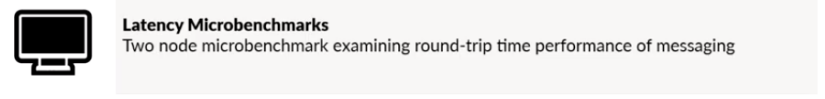 Latency Microbenchmarks
Two node microbenchmark examining round-trip time performance of messaging